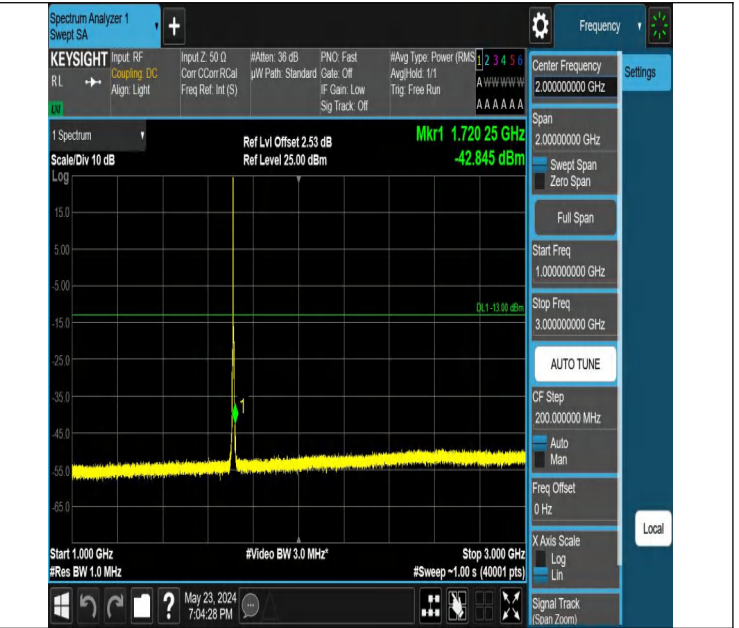 Spectrum Analyzer 1
Swept SA
+
Frequency
KEYSIGHT
RL
Input: RF
Coupling: DC
Align: Light
Input Z: 50 Ω
Corr CCorr RCal
Freq Ref: Int (S)
#Atten: 36 dB
µW Path: Standard
PNO: Fast
Gate: Off
IF Gain: Low
Sig Track: Off
#Avg Type: Power (RMS
Avg|Hold: 1/1
Trig: Free Run
1 2 3 4 5 6
A W W W W W
A A A A A A
1 Spectrum
Scale/Div 10 dB
Ref Lvl Offset 2.53 dB
Ref Level 25.00 dBm
Mkr1 1.720 25 GHz
-42.845 dBm
Log
15.0
5.00
-5.00
-15.0
-25.0
-35.0
-45.0
-55.0
-65.0
DL1 -13.00 dBm
1
Start 1.000 GHz
#Res BW 1.0 MHz
#Video BW 3.0 MHz*
Stop 3.000 GHz
#Sweep ~1.00 s (40001 pts)
Center Frequency
2.000000000 GHz
Settings
Span
2.00000000 GHz
Swept Span
Zero Span
Full Span
Start Freq
1.000000000 GHz
Stop Freq
3.000000000 GHz
AUTO TUNE
CF Step
200.000000 MHz
Auto
Man
Freq Offset
0 Hz
X Axis Scale
Log
Lin
Local
Signal Track
(Span Zoom)
?
May 23, 2024
7:04:28 PM